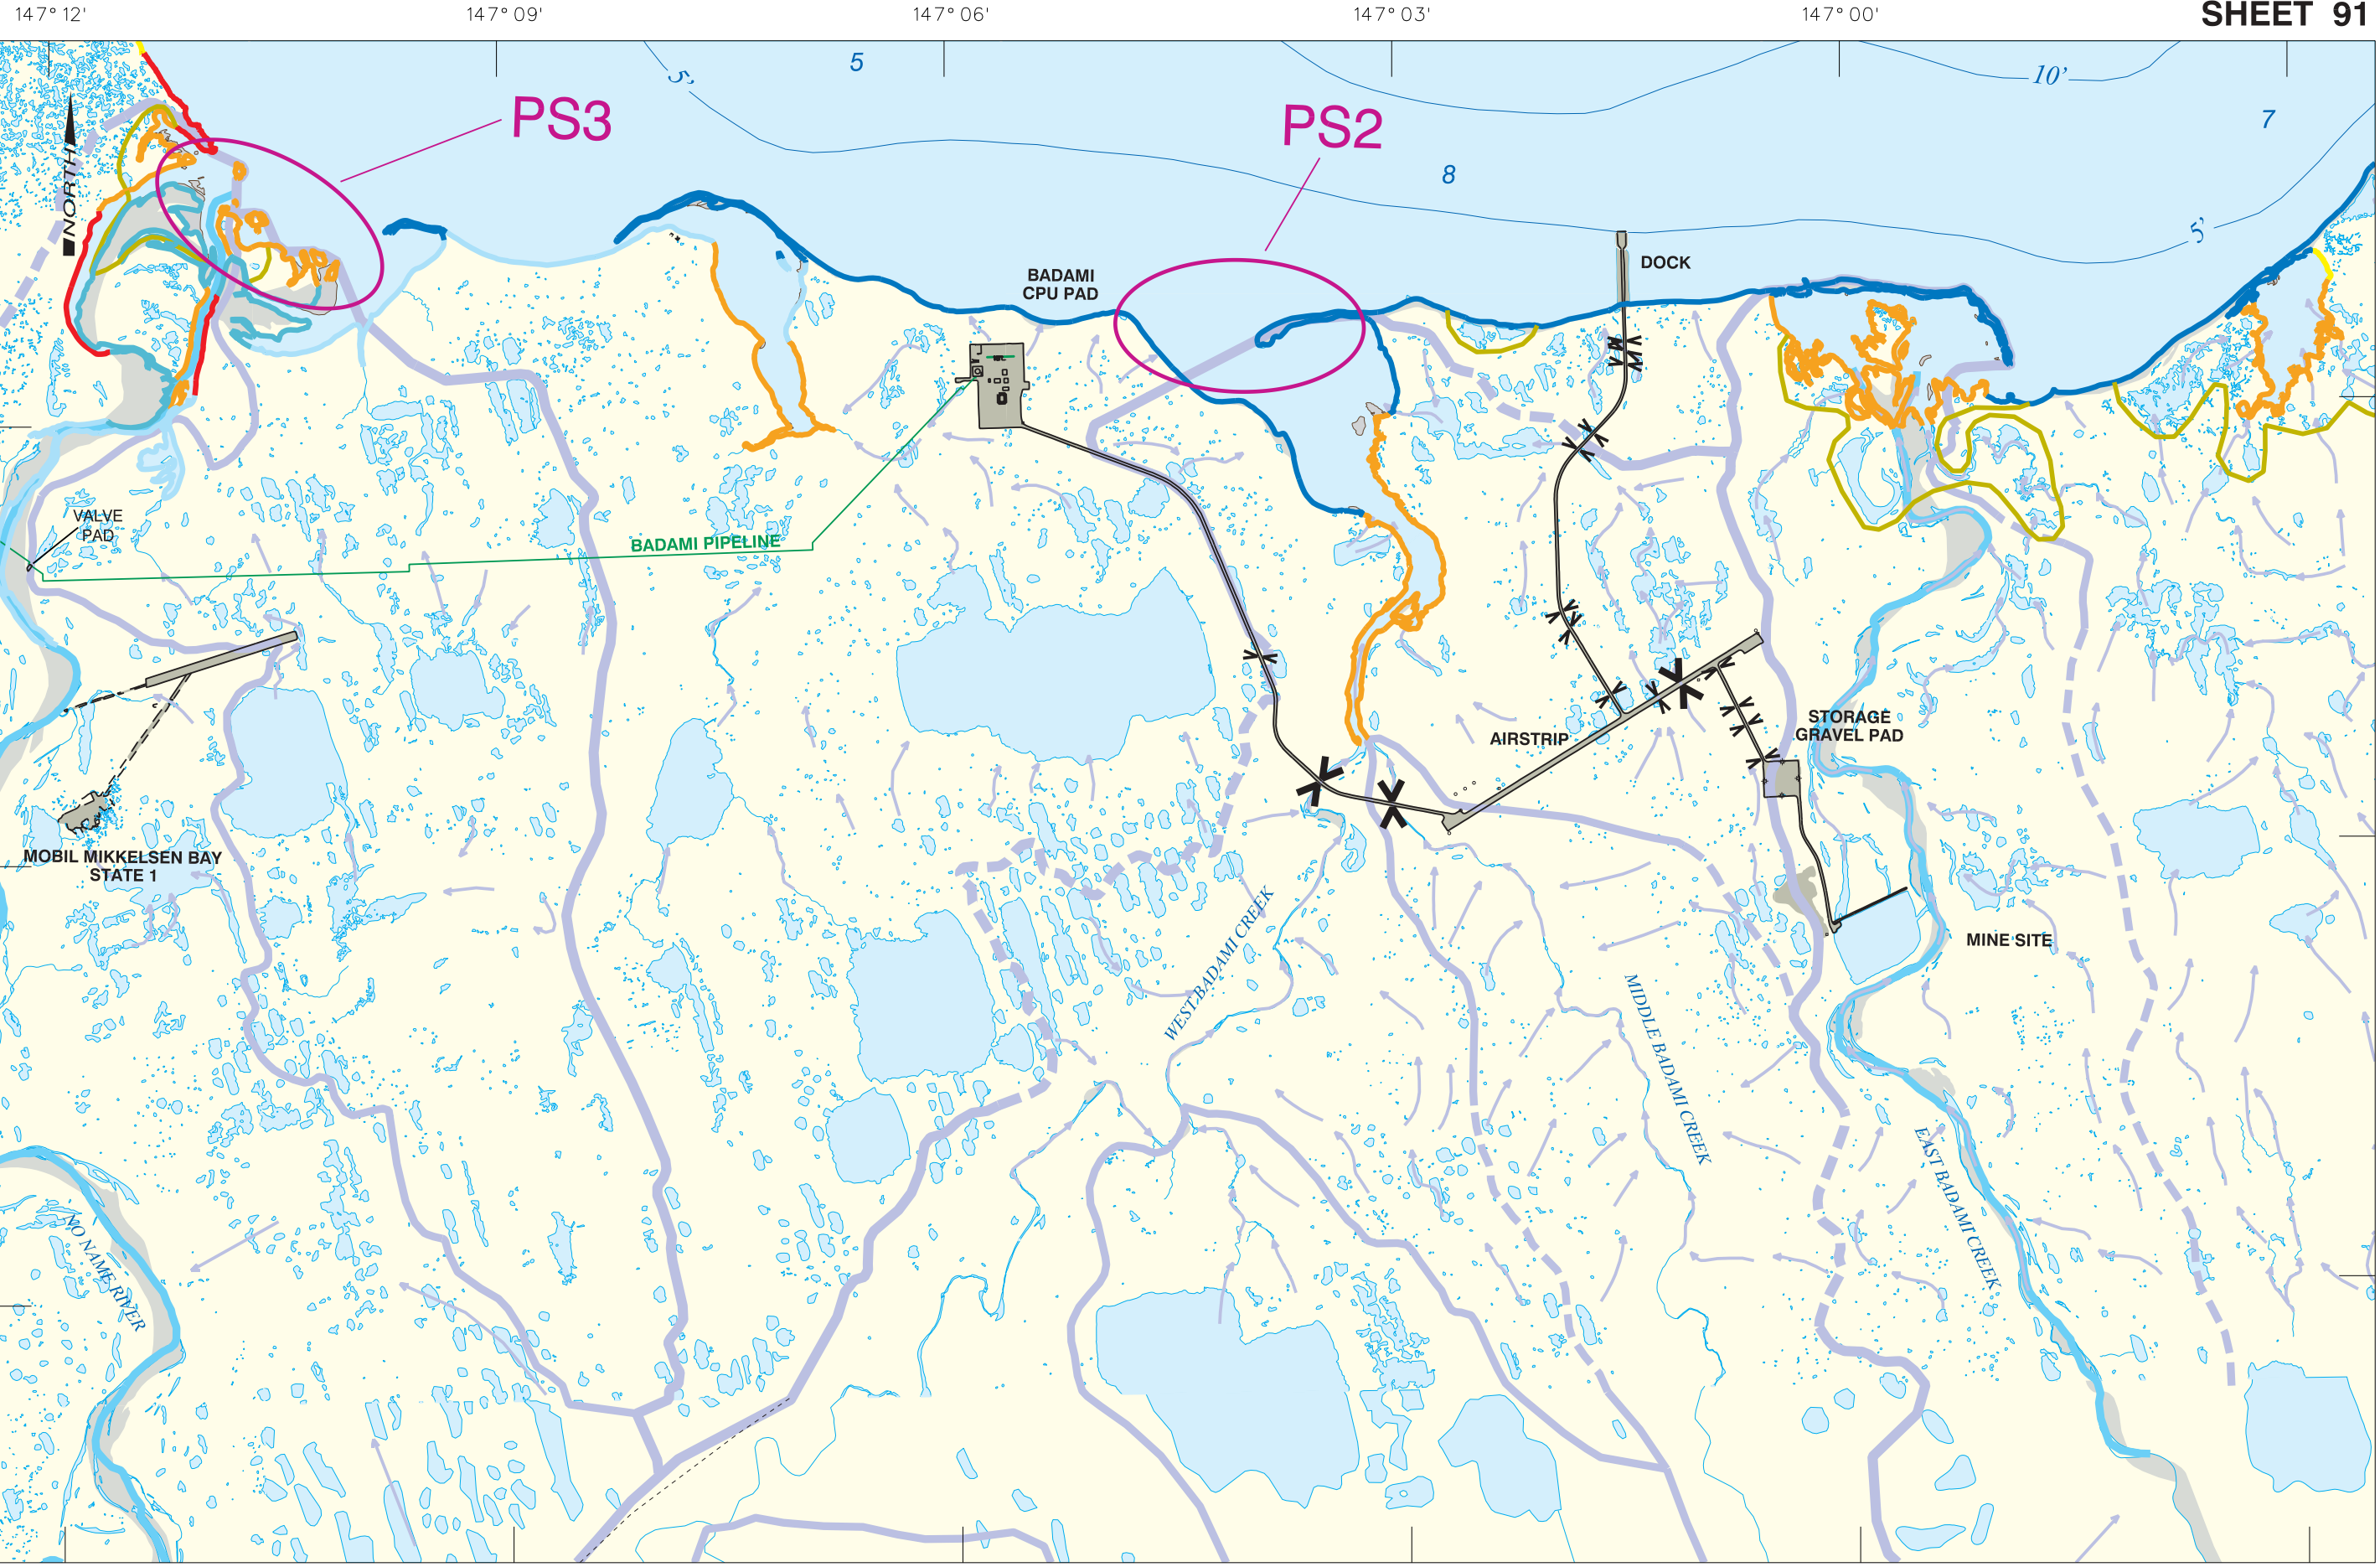 147° 12'
147° 09'
147° 06'
147° 03'
147° 00'
SHEET 91
5
5'
10'
7
8
5'
PS3
PS2
NORTH
BADAMI
CPU PAD
DOCK
VALVE
PAD
BADAMI PIPELINE
AIRSTRIP
STORAGE
GRAVEL PAD
MOBIL MIKKELSEN BAY
STATE 1
MINE SITE
WEST BADAMI CREEK
MIDDLE BADAMI CREEK
EAST BADAMI CREEK
NO NAME RIVER